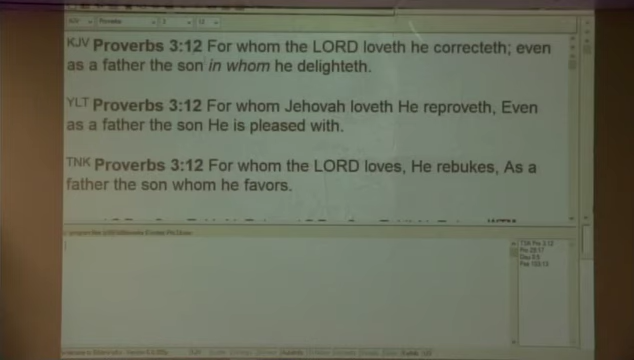 KJV Proverbs 3:12 For whom the LORD loveth he correcteth; even
as a father the son in whom he delighteth.
YLT Proverbs 3:12 For whom Jehovah loveth He reproveth, Even
as a father the son He is pleased with.
TNK Proverbs 3:12 For whom the LORD loves, He rebukes, As a
father the son whom he favors.